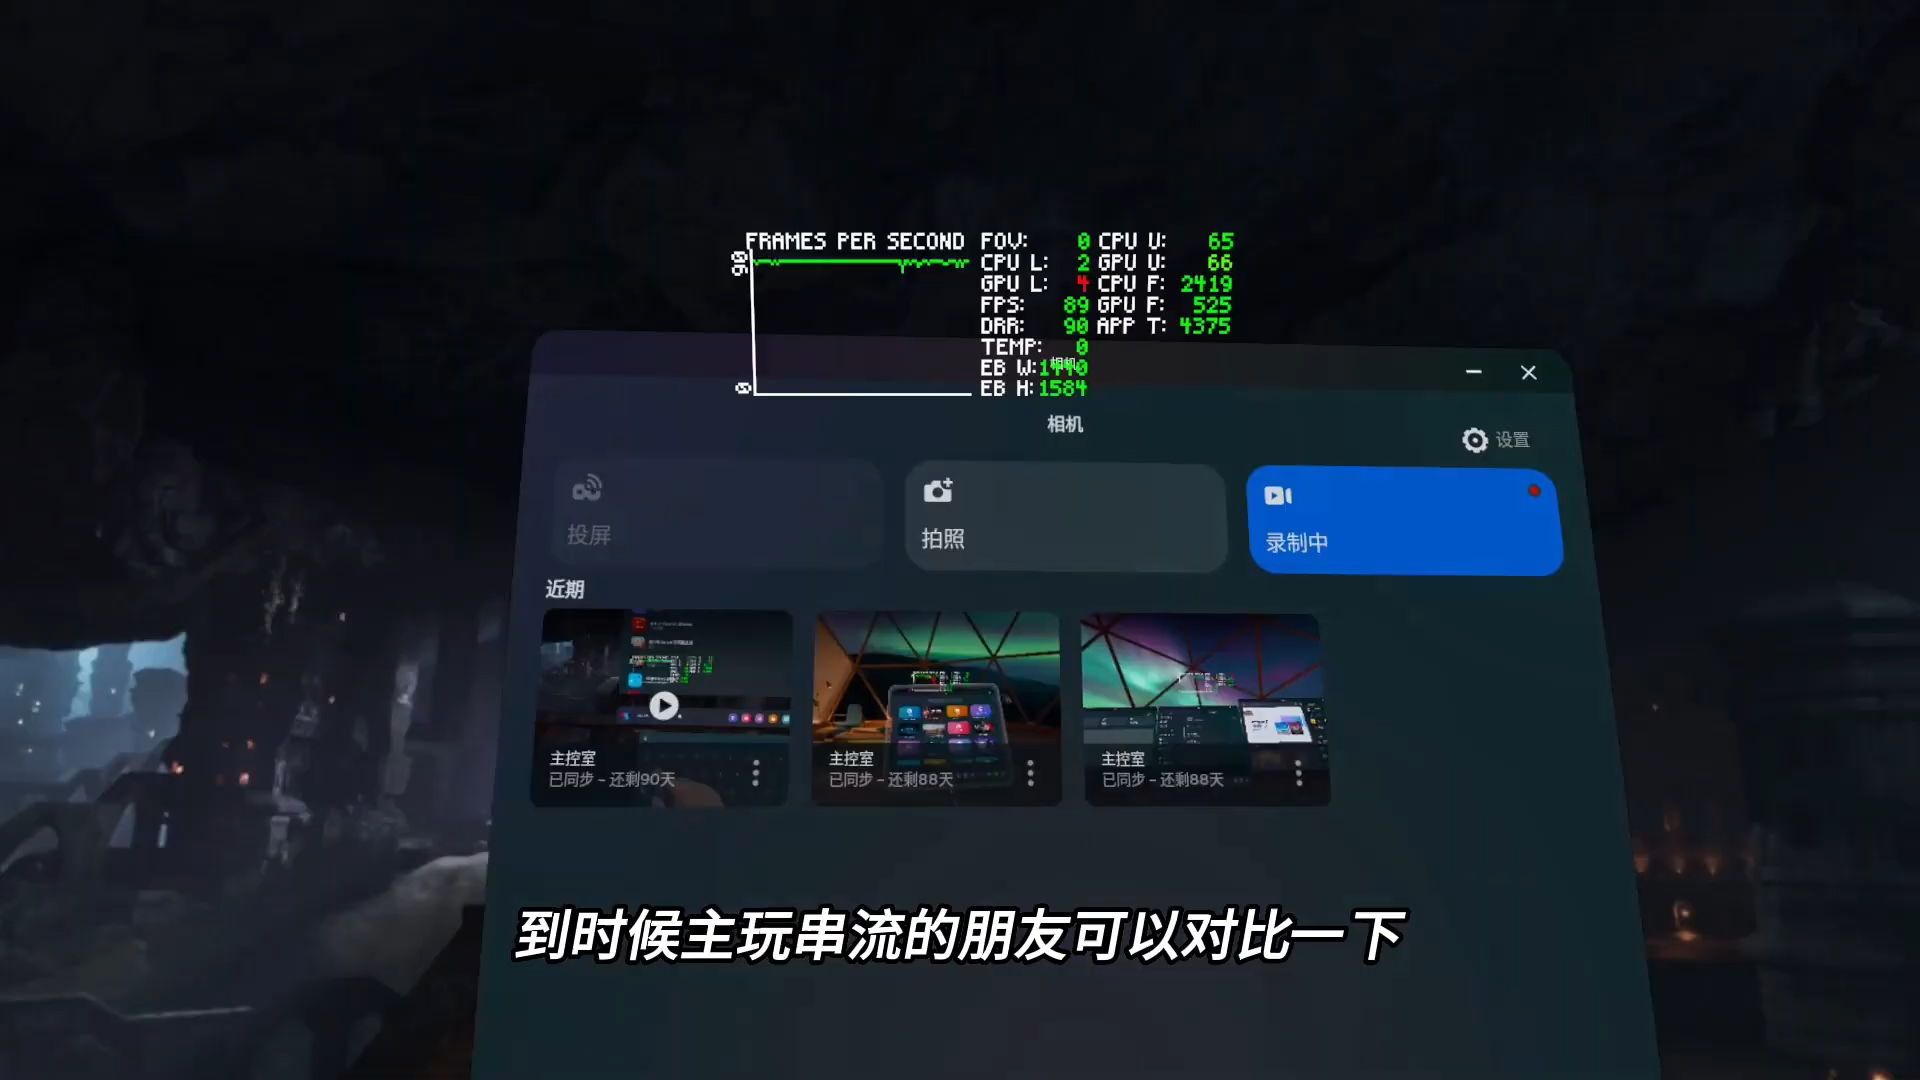 FRAMES PER SECOND
90
0
FOV: 0 CPU U: 65
CPU L: 2 GPU U: 66
GPU L: 4 CPU F: 2419
FPS: 89 GPU F: 525
DRR: 90 APP T: 4375
TEMP: 0
EB W:1440
EB H:1584
相机
相机
设置
投屏
拍照
录制中
近期
主控室
已同步 – 还剩90天
主控室
已同步 – 还剩88天
主控室
已同步 – 还剩88天
到时候主玩串流的朋友可以对比一下